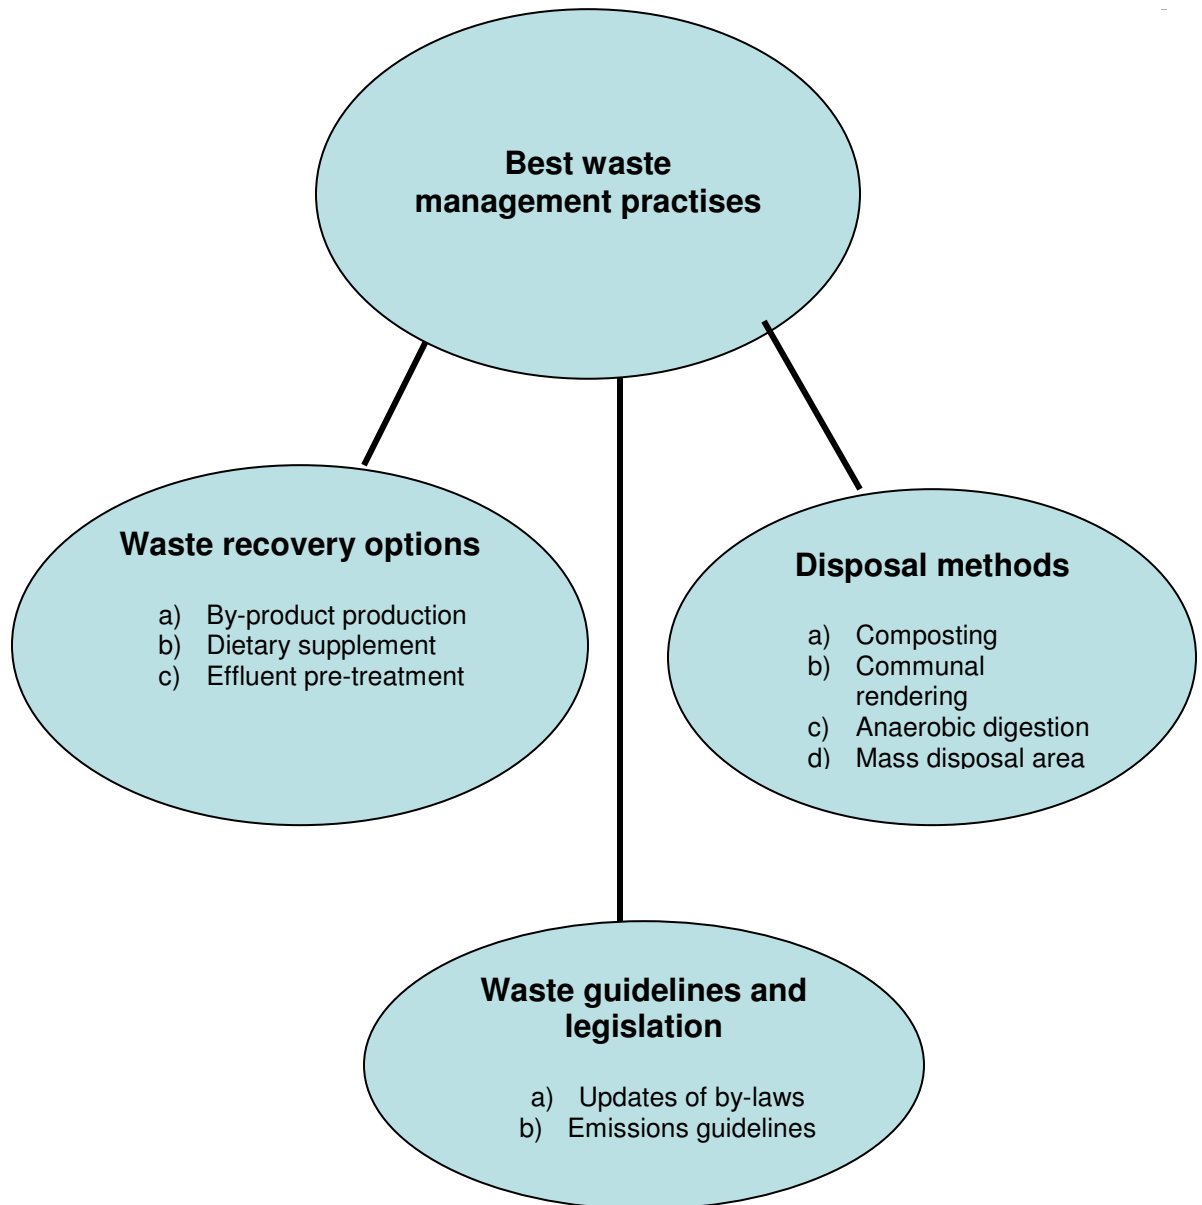 Best waste
management practises
Waste recovery options
a) By-product production
b) Dietary supplement
c) Effluent pre-treatment
Disposal methods
a) Composting
b) Communal
rendering
c) Anaerobic digestion
d) Mass disposal area
Waste guidelines and
legislation
a) Updates of by-laws
b) Emissions guidelines